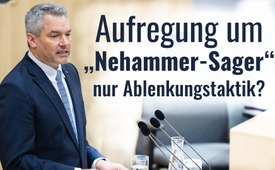 Aufregung um
„Nehammer-Sager“
nur Ablenkungstaktik?